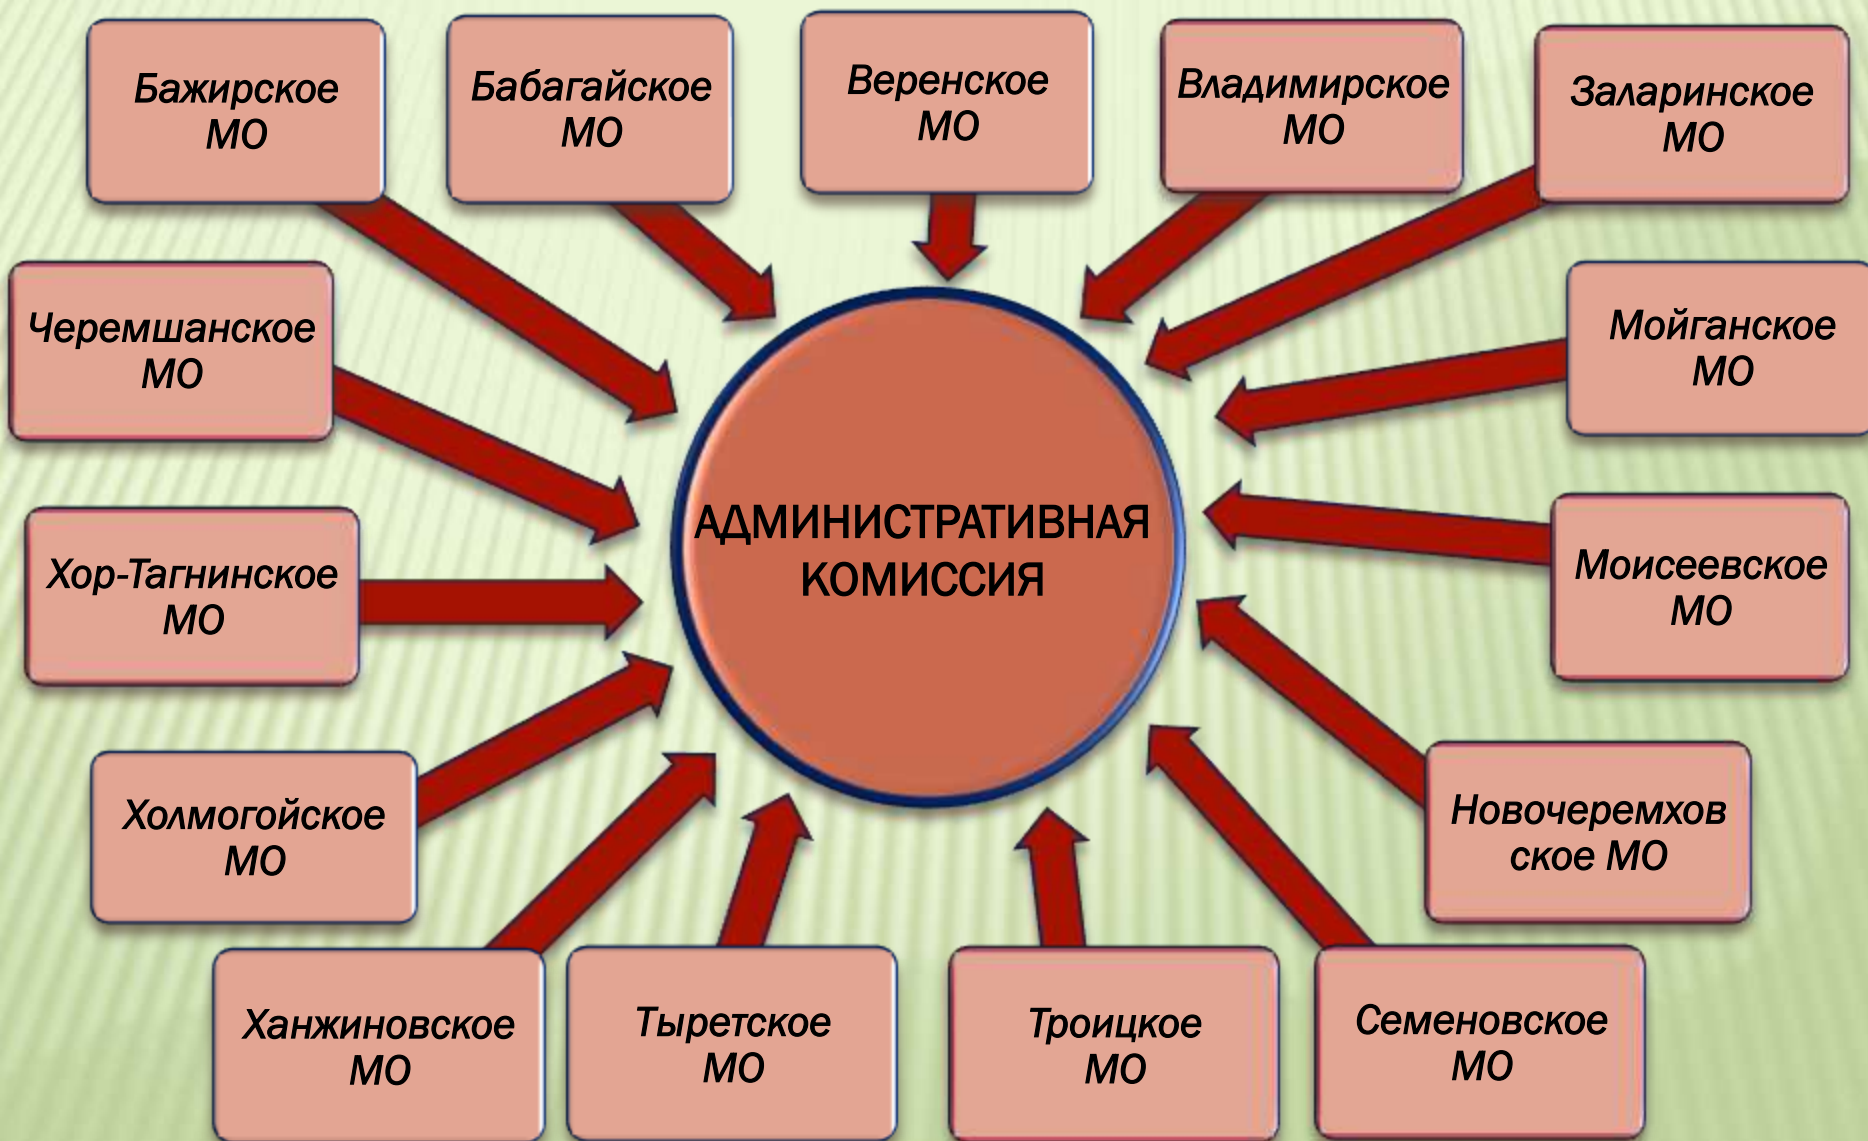 Бажирское
МО
Бабагайское
МО
Веренское
МО
Владимирское
МО
Заларинское
МО
Черемшанское
МО
Мойганское
МО
АДМИНИСТРАТИВНАЯ
КОМИССИЯ
Хор-Тагнинское
МО
Моисеевское
МО
Холмогойское
МО
Новочеремхов
ское МО
Ханжиновское
МО
Тыретское
МО
Троицкое
МО
Семеновское
МО